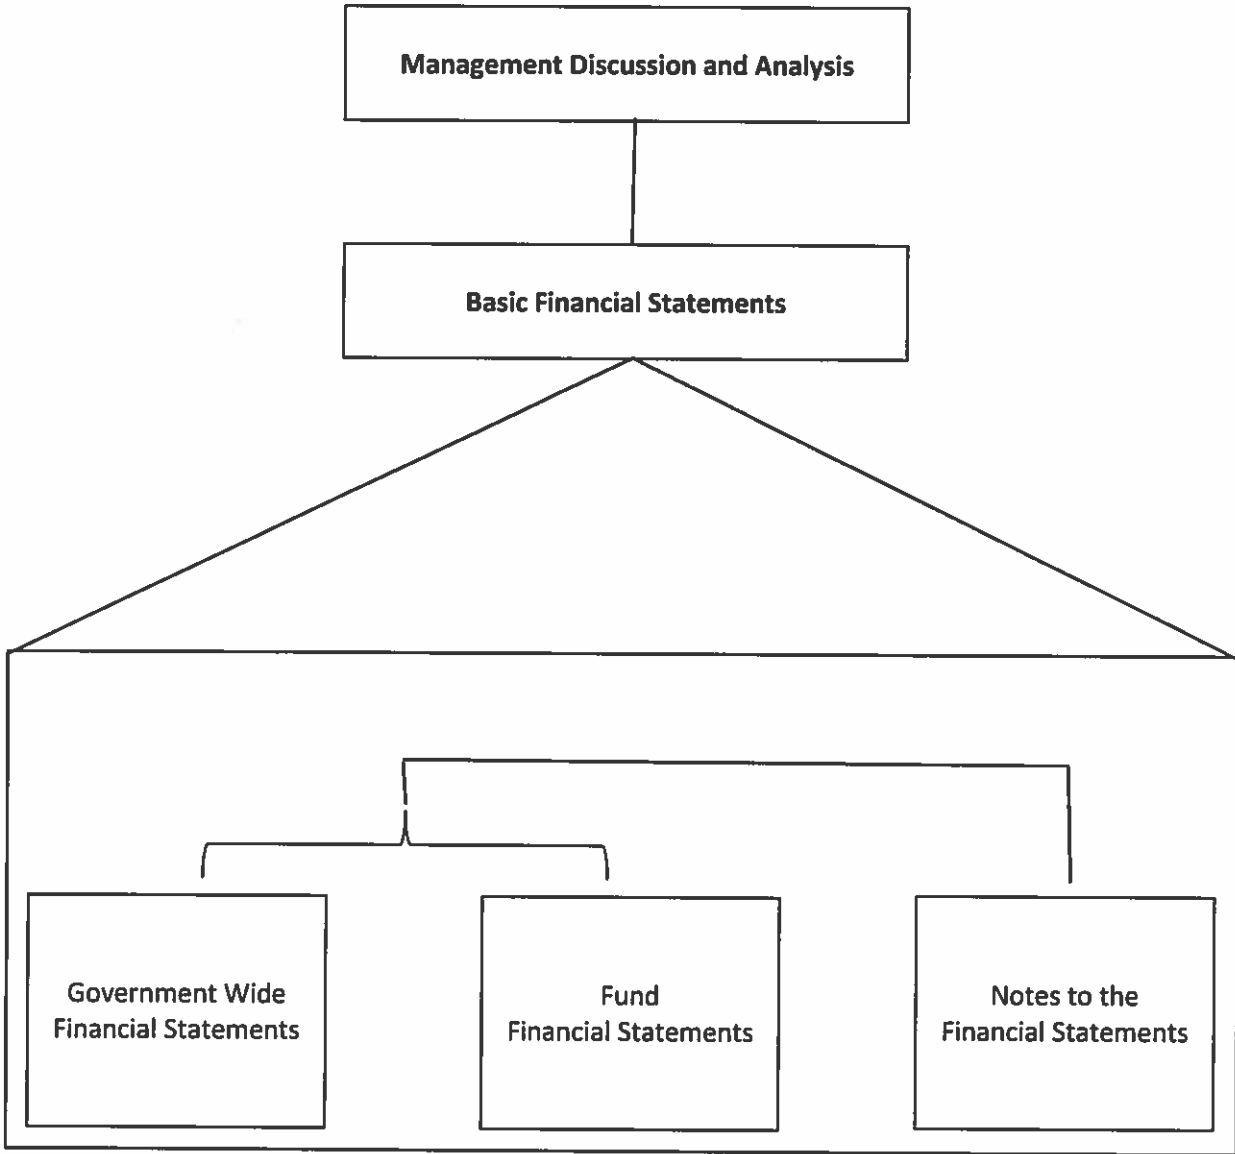 Management Discussion and Analysis
Basic Financial Statements
Government Wide
Financial Statements
Fund
Financial Statements
Notes to the
Financial Statements